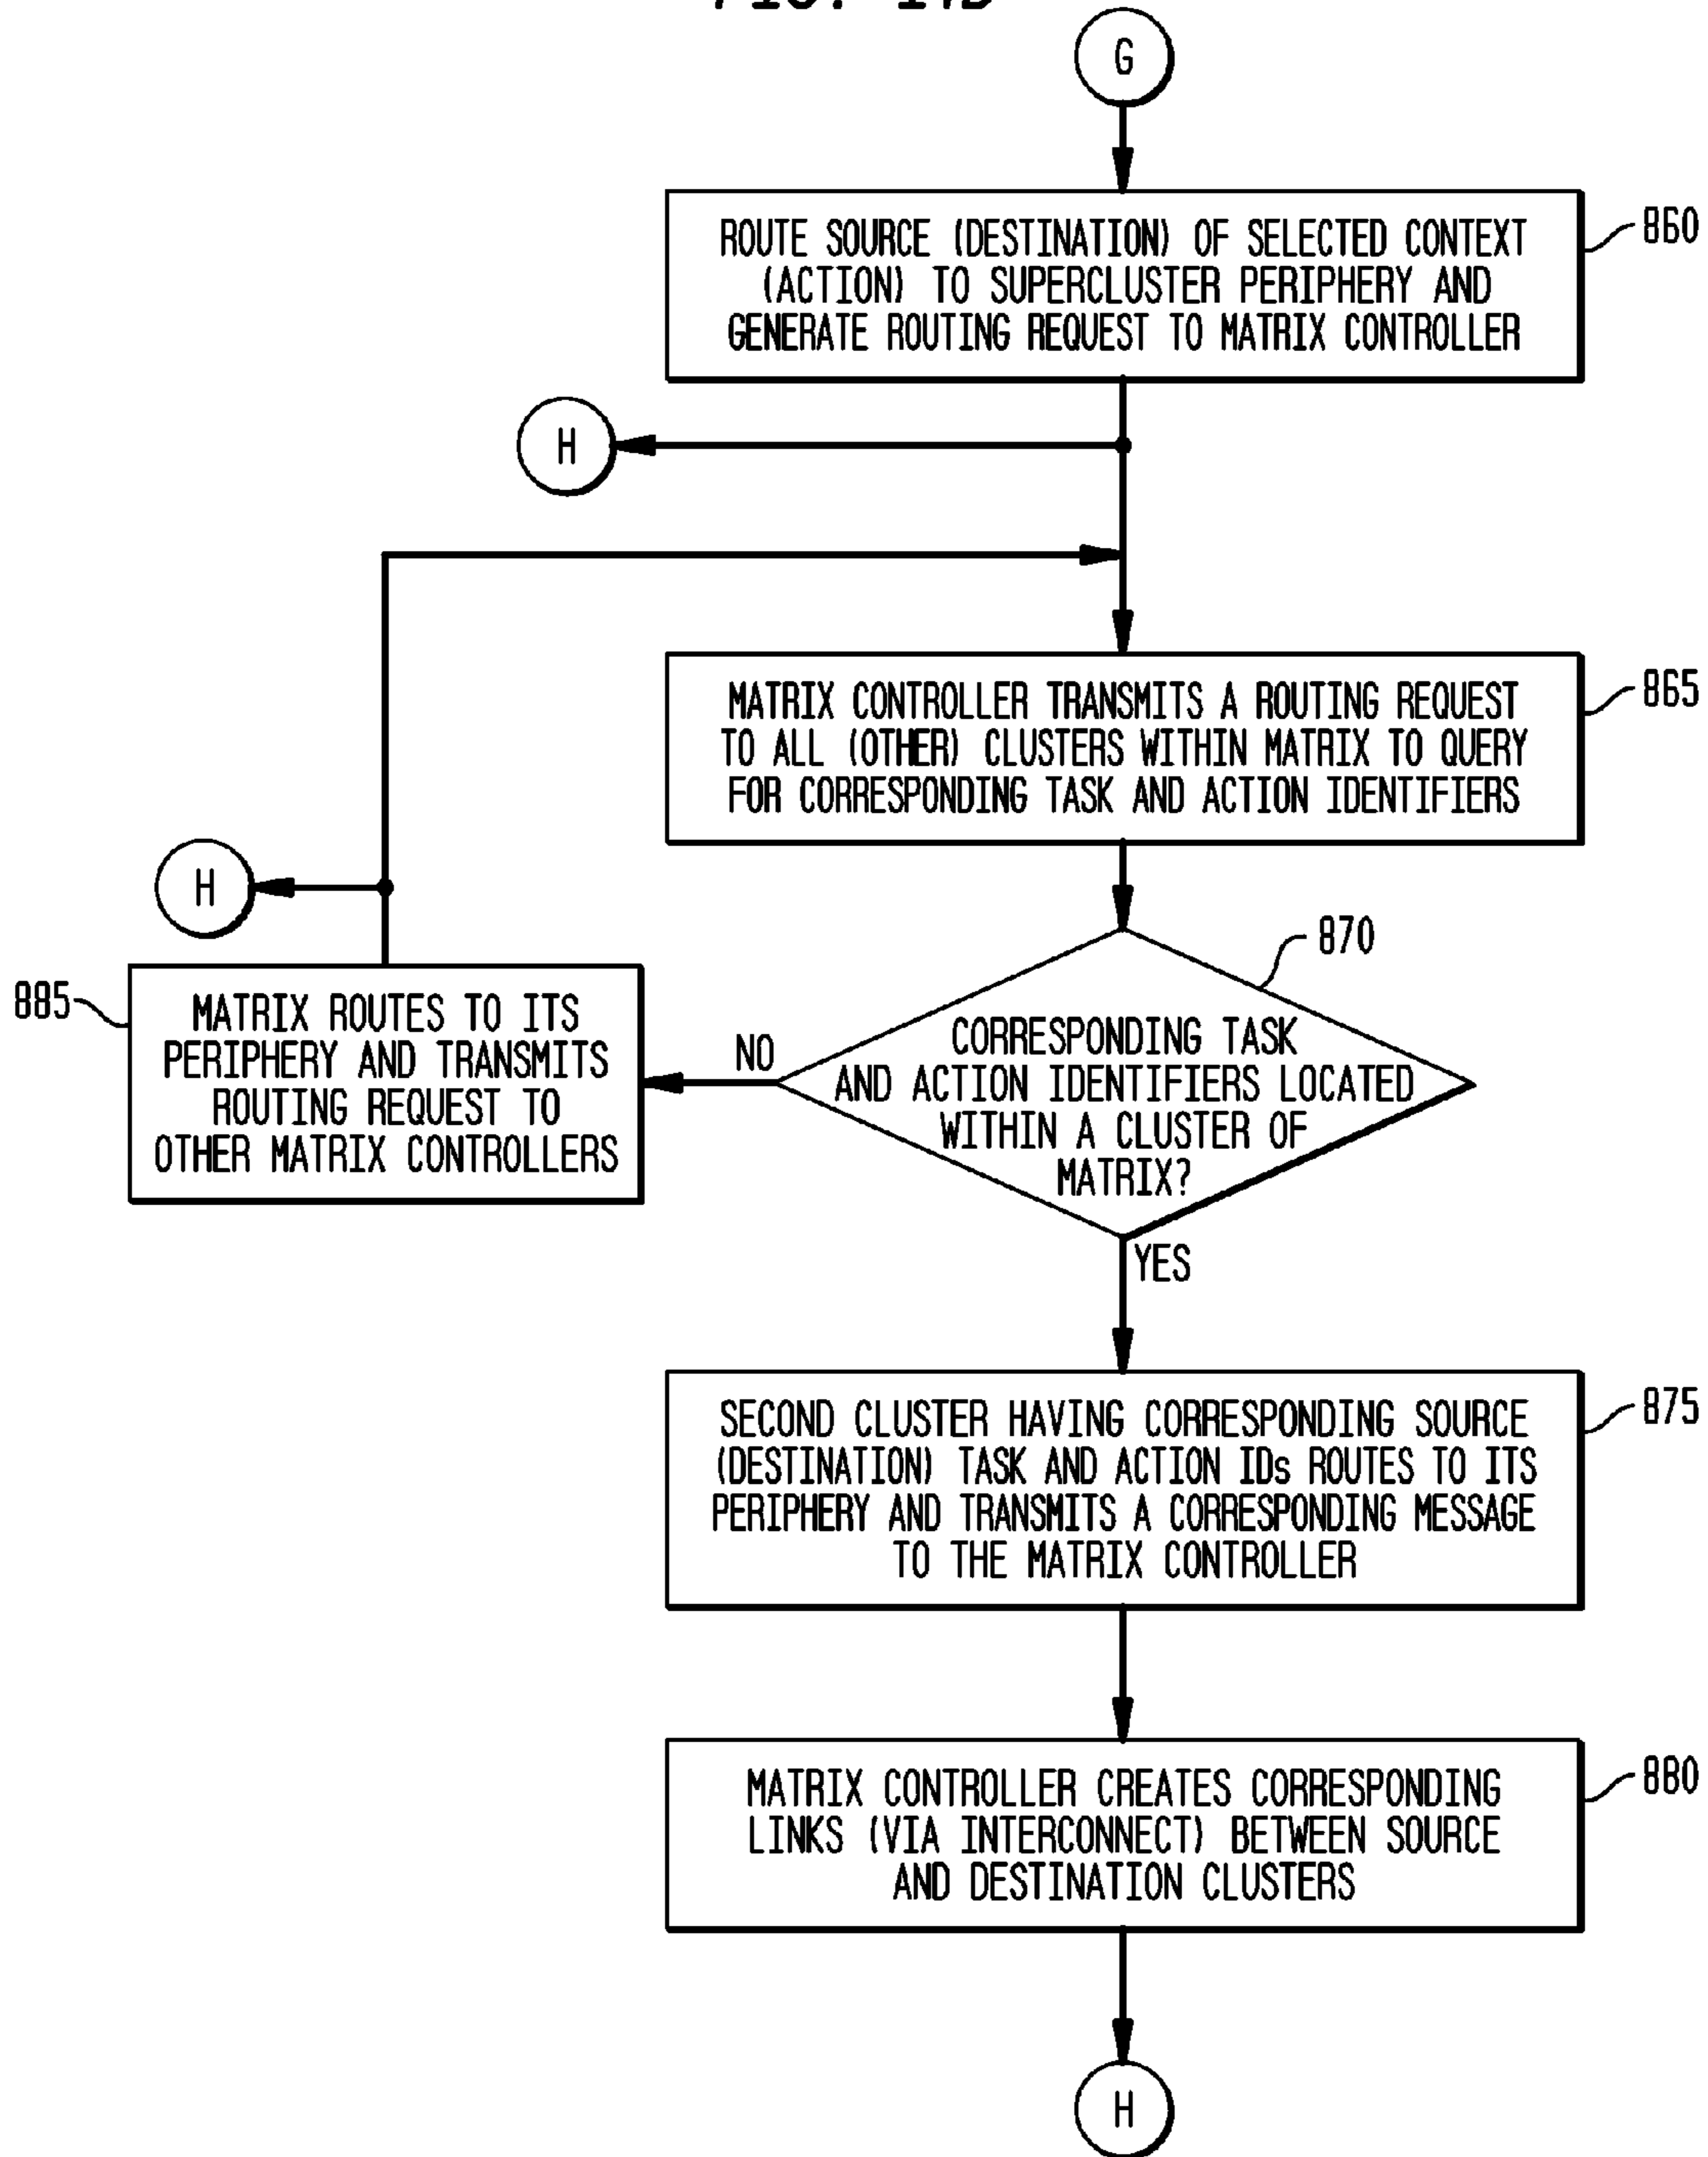 G
ROUTE SOURCE (DESTINATION) OF SELECTED CONTEXT
(ACTION) TO SUPERCLUSTER PERIPHERY AND
GENERATE ROUTING REQUEST TO MATRIX CONTROLLER
860
H
MATRIX CONTROLLER TRANSMITS A ROUTING REQUEST
TO ALL (OTHER) CLUSTERS WITHIN MATRIX TO QUERY
FOR CORRESPONDING TASK AND ACTION IDENTIFIERS
865
H
870
885
MATRIX ROUTES TO ITS
PERIPHERY AND TRANSMITS
ROUTING REQUEST TO
OTHER MATRIX CONTROLLERS
NO
CORRESPONDING TASK
AND ACTION IDENTIFIERS LOCATED
WITHIN A CLUSTER OF
MATRIX?
YES
SECOND CLUSTER HAVING CORRESPONDING SOURCE
(DESTINATION) TASK AND ACTION IDs ROUTES TO ITS
PERIPHERY AND TRANSMITS A CORRESPONDING MESSAGE
TO THE MATRIX CONTROLLER
875
MATRIX CONTROLLER CREATES CORRESPONDING
LINKS (VIA INTERCONNECT) BETWEEN SOURCE
AND DESTINATION CLUSTERS
880
H